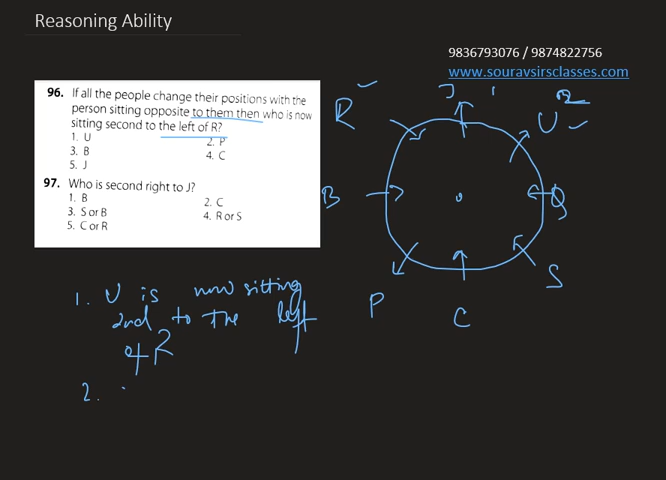 Reasoning Ability
9836793076 / 9874822756
www.souravsirsclasses.com
96. If all the people change their positions with the
person sitting opposite to them then who is now
sitting second to the left of R?
1. U 2. P
3. B 4. C
5. J
97. Who is second right to J?
1. B 2. C
3. S or B 4. R or S
5. C or R
R J U R
B Q
P C S
1. U is now sitting
2nd to the left
of R
2.